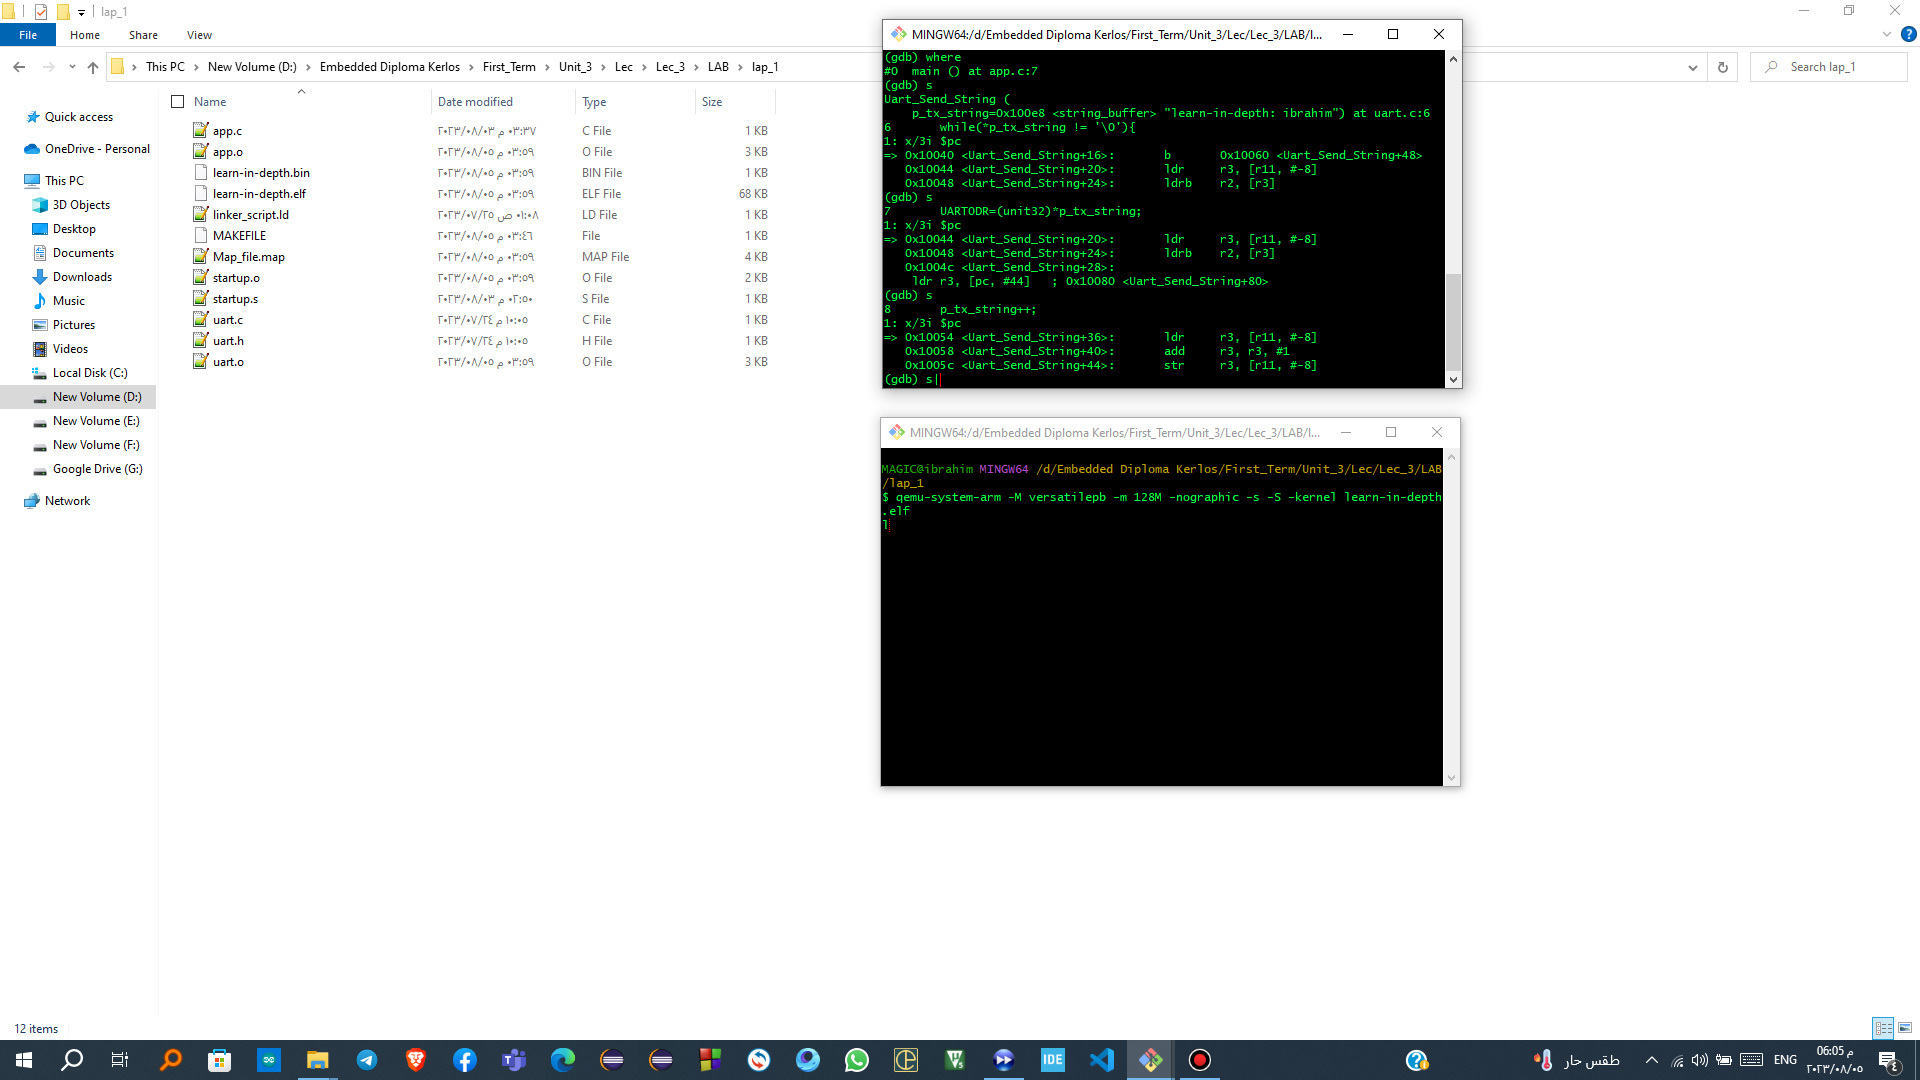 lap_1
File Home Share View
This PC New Volume (D:) Embedded Diploma Kerlos First_Term Unit_3 Lec Lec_3 LAB lap_1
Search lap_1
Quick access
OneDrive - Personal
This PC
3D Objects
Desktop
Documents
Downloads
Music
Pictures
Videos
Local Disk (C:)
New Volume (D:)
New Volume (E:)
New Volume (F:)
Google Drive (G:)
Network
Name Date modified Type Size
app.c ٢٠٢٣/٠٨/٠٣ ٠٣:٣٧ م C File 1 KB
app.o ٢٠٢٣/٠٨/٠٥ ٠٣:٥٩ م O File 3 KB
learn-in-depth.bin ٢٠٢٣/٠٨/٠٥ ٠٣:٥٩ م BIN File 1 KB
learn-in-depth.elf ٢٠٢٣/٠٨/٠٥ ٠٣:٥٩ م ELF File 68 KB
linker_script.ld ٢٠٢٣/٠٧/٢٥ ٠١:٠٨ ص LD File 1 KB
MAKEFILE ٢٠٢٣/٠٨/٠٥ ٠٣:٤٦ م File 1 KB
Map_file.map ٢٠٢٣/٠٨/٠٥ ٠٣:٥٩ م MAP File 4 KB
startup.o ٢٠٢٣/٠٨/٠٥ ٠٣:٥٩ م O File 2 KB
startup.s ٢٠٢٣/٠٨/٠٣ ٠٢:٥٠ م S File 1 KB
uart.c ٢٠٢٣/٠٧/٢٤ ١٠:٠٥ م C File 1 KB
uart.h ٢٠٢٣/٠٧/٢٤ ١٠:٠٥ م H File 1 KB
uart.o ٢٠٢٣/٠٨/٠٥ ٠٣:٥٩ م O File 3 KB
12 items
MINGW64:/d/Embedded Diploma Kerlos/First_Term/Unit_3/Lec/Lec_3/LAB/l...
(gdb) where
#0 main () at app.c:7
(gdb) s
Uart_Send_String (
p_tx_string=0x100e8 <string_buffer> "learn-in-depth: ibrahim") at uart.c:6
6 while(*p_tx_string != '\0'){
1: x/3i $pc
=> 0x10040 <Uart_Send_String+16>: b 0x10060 <Uart_Send_String+48>
0x10044 <Uart_Send_String+20>: ldr r3, [r11, #-8]
0x10048 <Uart_Send_String+24>: ldrb r2, [r3]
(gdb) s
7 UARTODR=(unit32)*p_tx_string;
1: x/3i $pc
=> 0x10044 <Uart_Send_String+20>: ldr r3, [r11, #-8]
0x10048 <Uart_Send_String+24>: ldrb r2, [r3]
0x1004c <Uart_Send_String+28>:
ldr r3, [pc, #44] ; 0x10080 <Uart_Send_String+80>
(gdb) s
8 p_tx_string++;
1: x/3i $pc
=> 0x10054 <Uart_Send_String+36>: ldr r3, [r11, #-8]
0x10058 <Uart_Send_String+40>: add r3, r3, #1
0x1005c <Uart_Send_String+44>: str r3, [r11, #-8]
(gdb) s
MINGW64:/d/Embedded Diploma Kerlos/First_Term/Unit_3/Lec/Lec_3/LAB/l...
MAGIC@ibrahim MINGW64 /d/Embedded Diploma Kerlos/First_Term/Unit_3/Lec/Lec_3/LAB
/lap_1
$ qemu-system-arm -M versatilepb -m 128M -nographic -s -S -kernel learn-in-depth
.elf
l
IDE
طقس حار
ENG
06:05 م
٢٠٢٣/٠٨/٠٥
٤